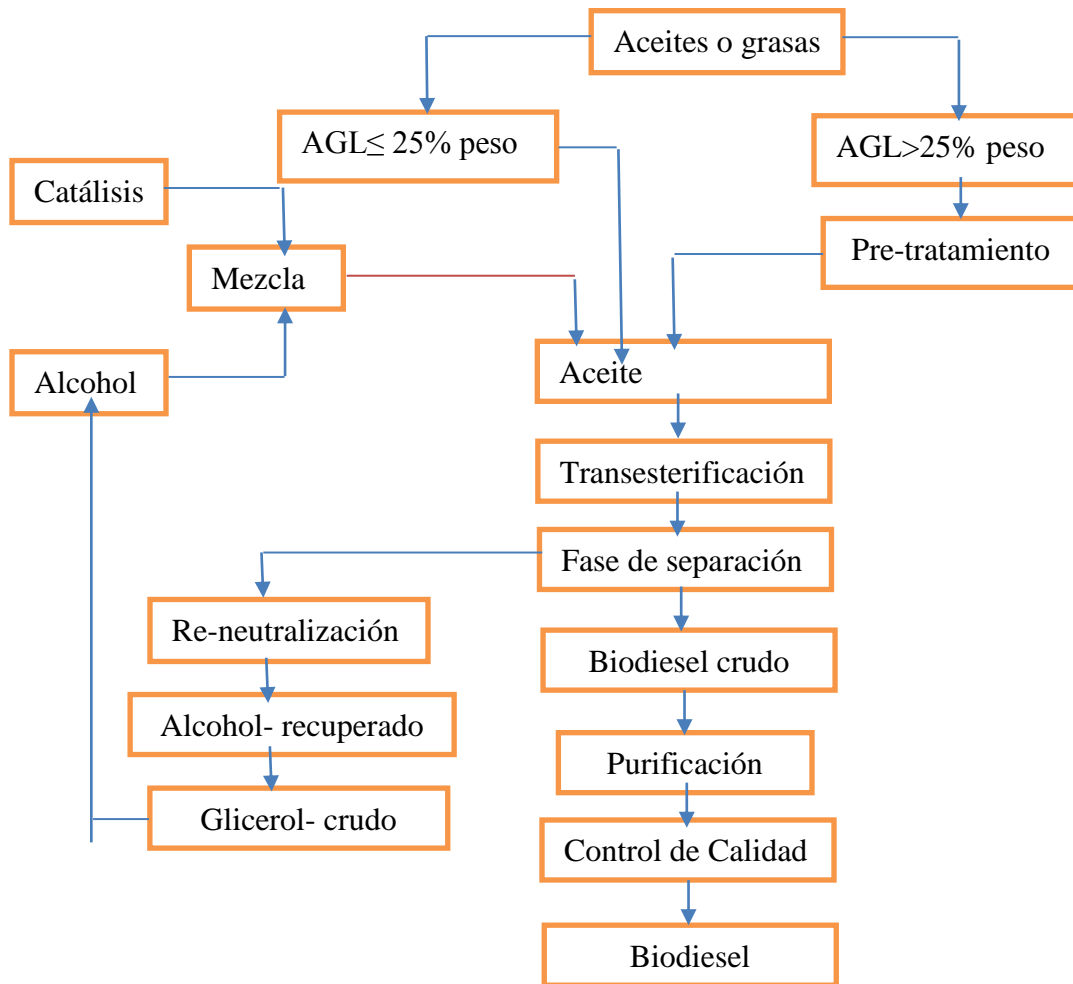 Aceites o grasas
AGL≤ 25% peso
AGL>25% peso
Catálisis
Pre-tratamiento
Mezcla
Aceite
Alcohol
Transesterificación
Fase de separación
Re-neutralización
Biodiesel crudo
Alcohol- recuperado
Purificación
Glicerol- crudo
Control de Calidad
Biodiesel